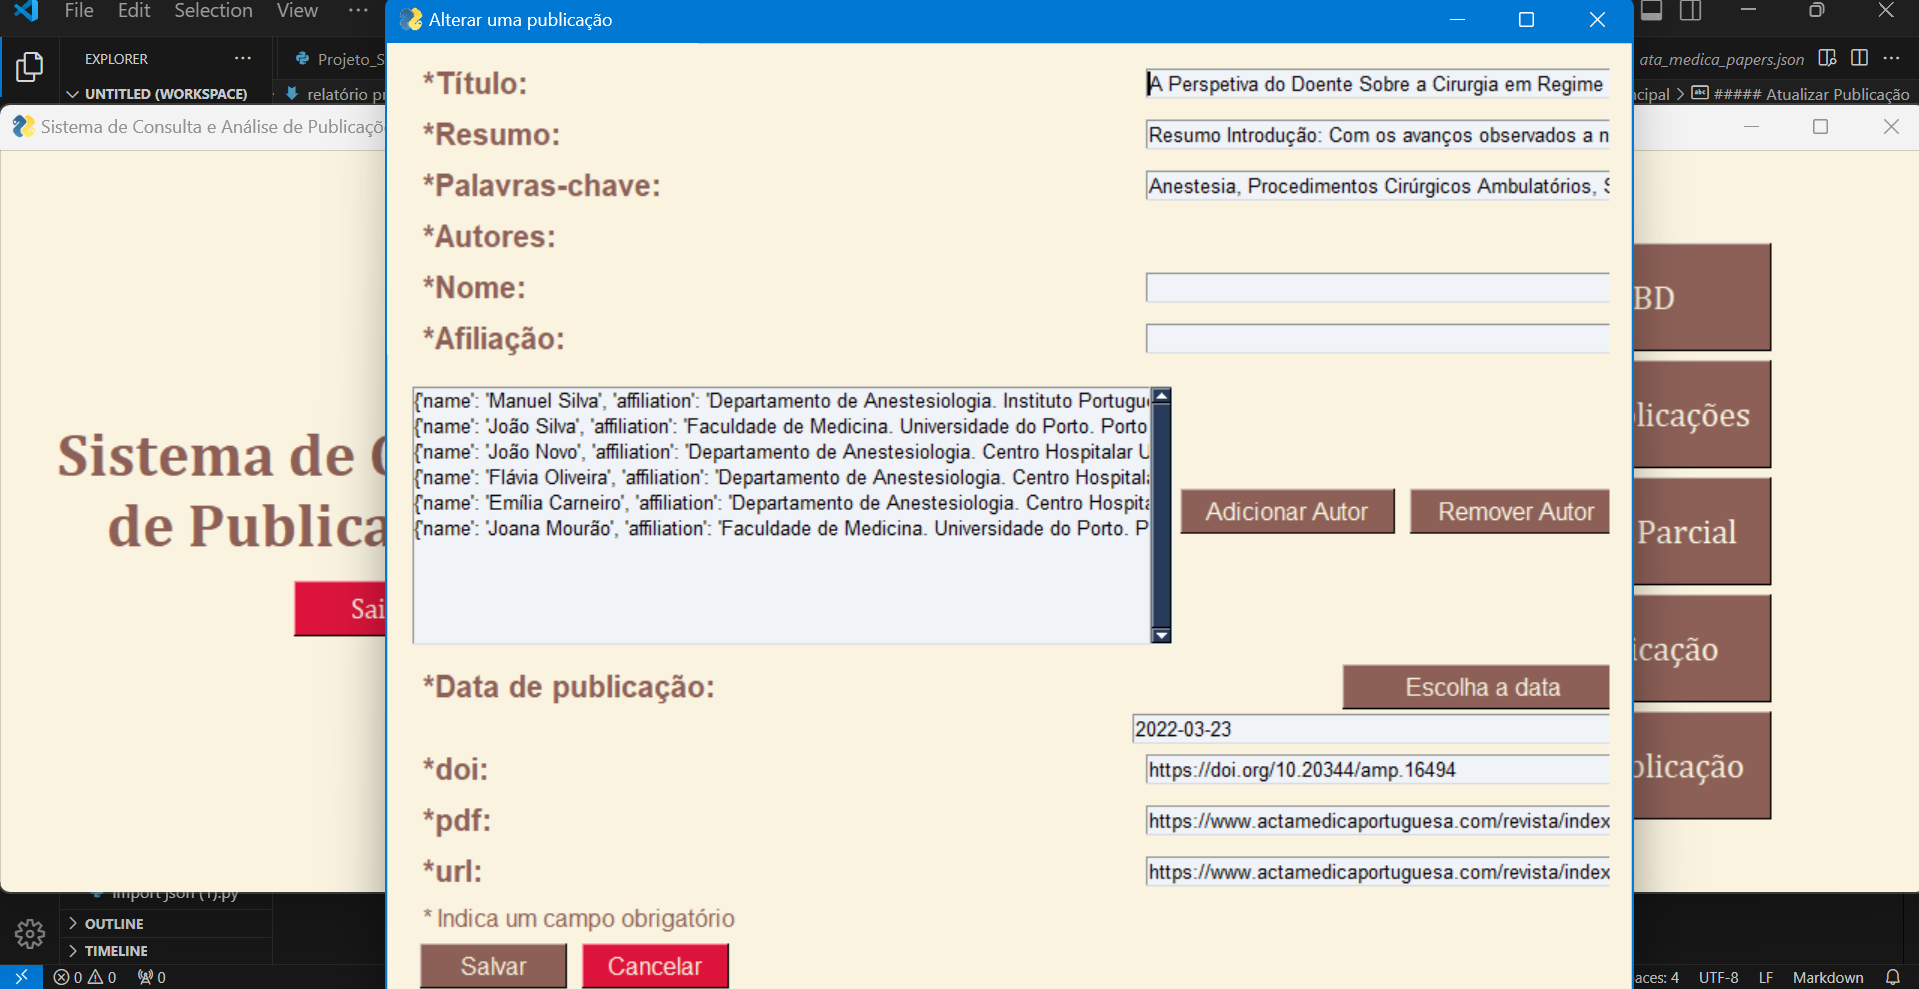 File Edit Selection View ···
EXPLORER ···
UNTITLED (WORKSPACE)
Projeto_S
relatório pr
ata_medica_papers.json
cipal > ##### Atualizar Publicação
Sistema de Consulta e Análise de Publicaçõ
Sistema de C
de Publica
Sai
Alterar uma publicação
*Título:
A Perspetiva do Doente Sobre a Cirurgia em Regime
*Resumo:
Resumo Introdução: Com os avanços observados a n
*Palavras-chave:
Anestesia, Procedimentos Cirúrgicos Ambulatórios, S
*Autores:
*Nome:
*Afiliação:
{'name': 'Manuel Silva', 'affiliation': 'Departamento de Anestesiologia. Instituto Portugu
{'name': 'João Silva', 'affiliation': 'Faculdade de Medicina. Universidade do Porto. Porto
{'name': 'João Novo', 'affiliation': 'Departamento de Anestesiologia. Centro Hospitalar U
{'name': 'Flávia Oliveira', 'affiliation': 'Departamento de Anestesiologia. Centro Hospital
{'name': 'Emília Carneiro', 'affiliation': 'Departamento de Anestesiologia. Centro Hospita
{'name': 'Joana Mourão', 'affiliation': 'Faculdade de Medicina. Universidade do Porto. P
Adicionar Autor
Remover Autor
*Data de publicação:
Escolha a data
2022-03-23
*doi:
https://doi.org/10.20344/amp.16494
*pdf:
https://www.actamedicaportuguesa.com/revista/index
*url:
https://www.actamedicaportuguesa.com/revista/index
* Indica um campo obrigatório
Salvar
Cancelar
BD
licações
Parcial
icação
blicação
import json (1).py
OUTLINE
TIMELINE
0 0 0
aces: 4 UTF-8 LF Markdown